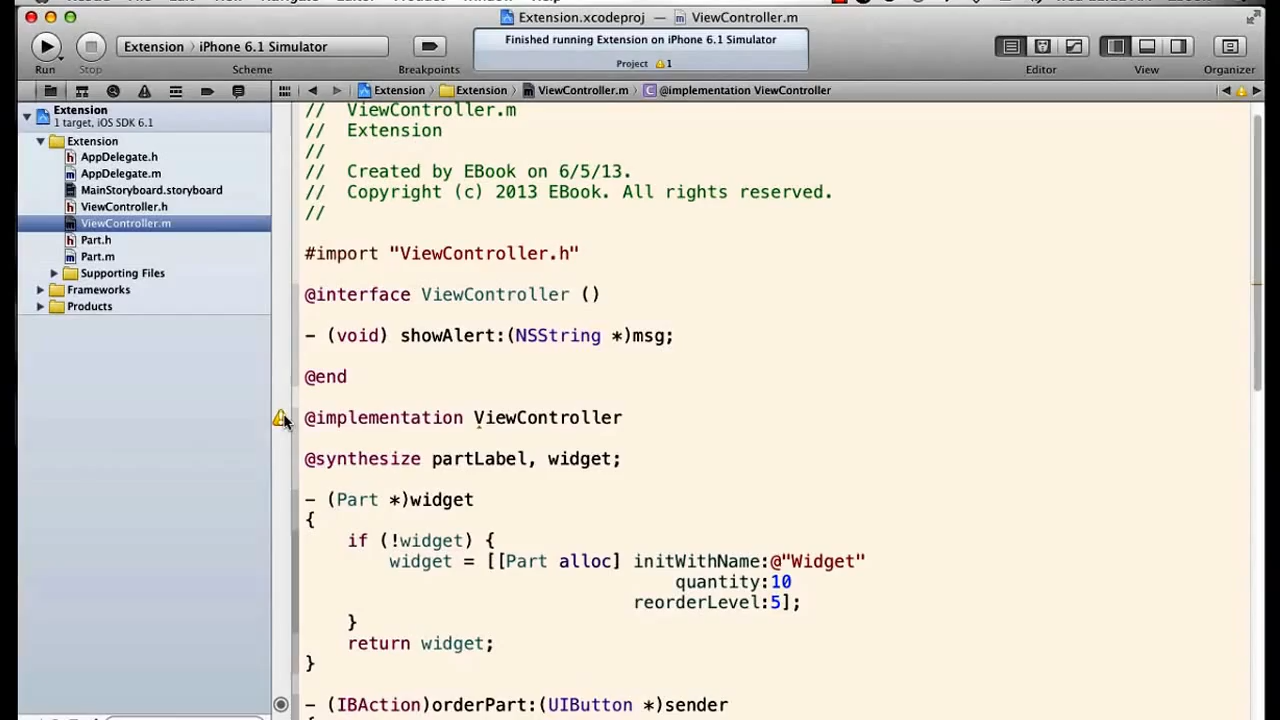 Extension.xcodeproj — ViewController.m
Run Stop
Extension iPhone 6.1 Simulator
Scheme
Breakpoints
Finished running Extension on iPhone 6.1 Simulator
Project 1
Editor
View
Organizer
Extension Extension ViewController.m @implementation ViewController
Extension
1 target, iOS SDK 6.1
Extension
AppDelegate.h
AppDelegate.m
MainStoryboard.storyboard
ViewController.h
ViewController.m
Part.h
Part.m
Supporting Files
Frameworks
Products
// ViewController.m
// Extension
//
// Created by EBook on 6/5/13.
// Copyright (c) 2013 EBook. All rights reserved.
//
#import "ViewController.h"
@interface ViewController ()
- (void) showAlert:(NSString *)msg;
@end
@implementation ViewController
@synthesize partLabel, widget;
- (Part *)widget
{
if (!widget) {
widget = [[Part alloc] initWithName:@"Widget"
quantity:10
reorderLevel:5];
}
return widget;
}
- (IBAction)orderPart:(UIButton *)sender